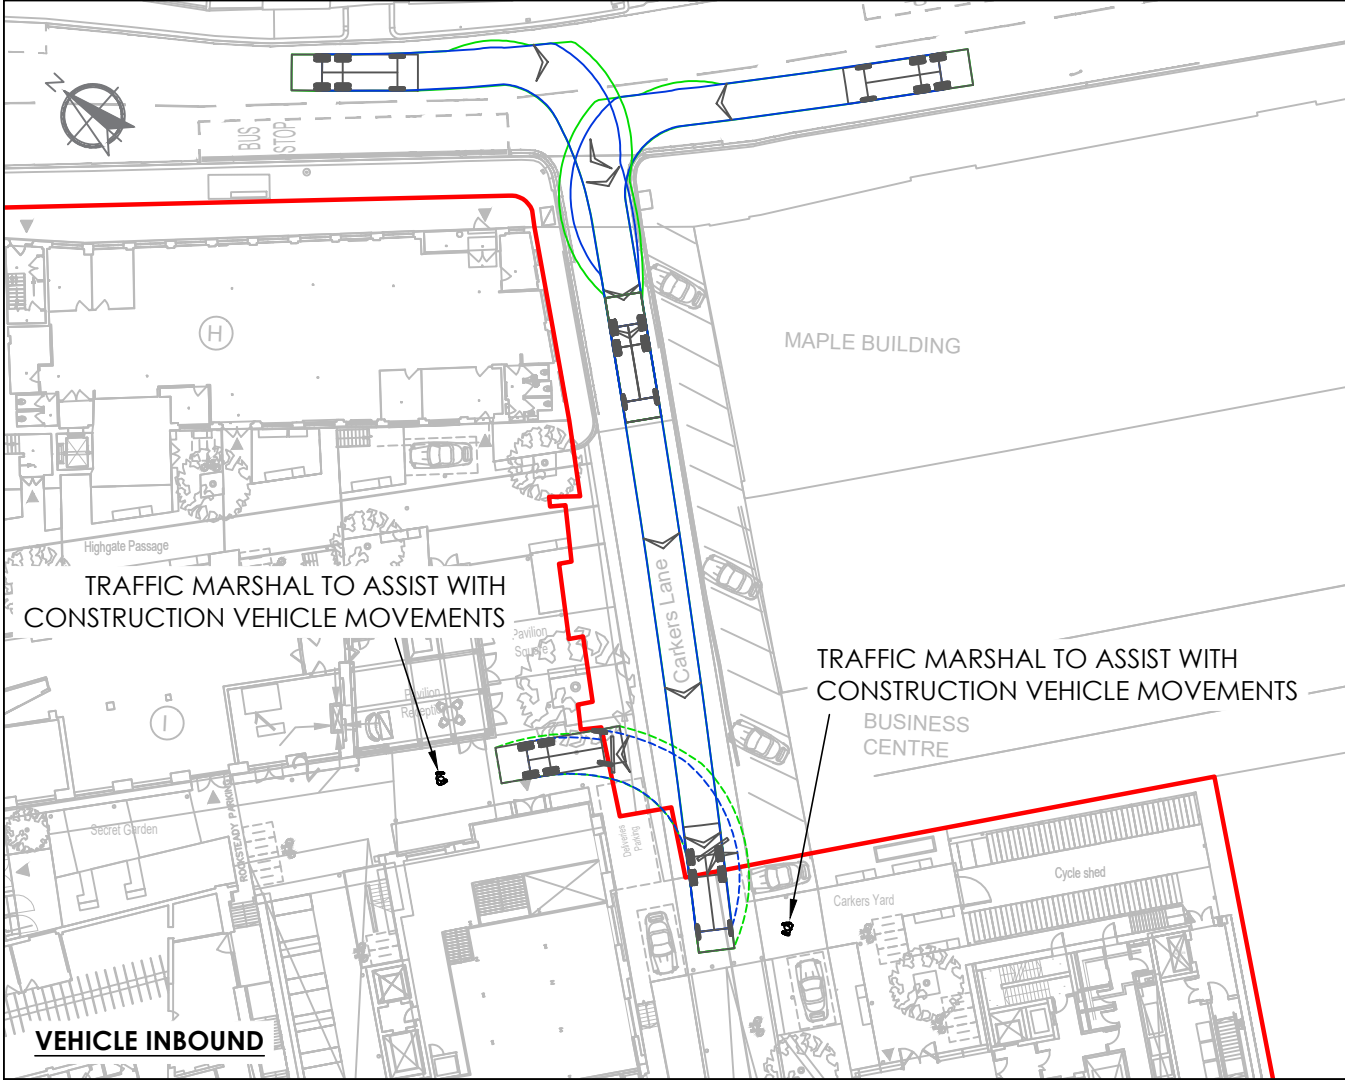 N
BUS
STOP
H
MAPLE BUILDING
Highgate Passage
TRAFFIC MARSHAL TO ASSIST WITH
CONSTRUCTION VEHICLE MOVEMENTS
Carkers Lane
Pavilion
Square
Pavilion
Reception
I
TRAFFIC MARSHAL TO ASSIST WITH
CONSTRUCTION VEHICLE MOVEMENTS
BUSINESS
CENTRE
Secret Garden
ROCKSTEADY PARKING
Deliveries
Parking
Cycle shed
Carkers Yard
VEHICLE INBOUND